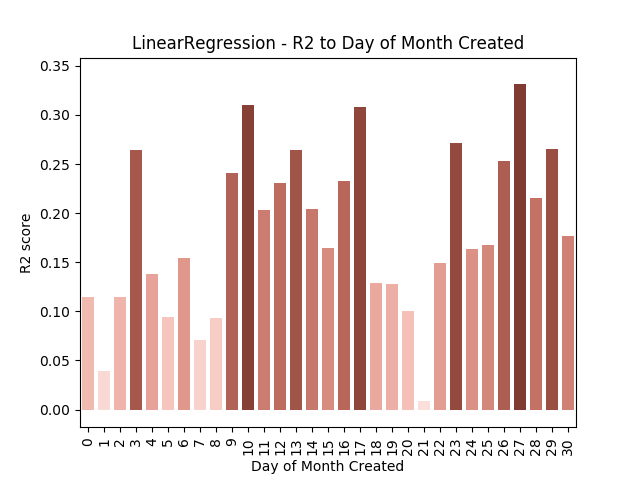 LinearRegression - R2 to Day of Month Created
0.35
0.30
0.25
0.20
0.15
0.10
0.05
0.00
R2 score
0 1 2 3 4 5 6 7 8 9 10 11 12 13 14 15 16 17 18 19 20 21 22 23 24 25 26 27 28 29 30
Day of Month Created